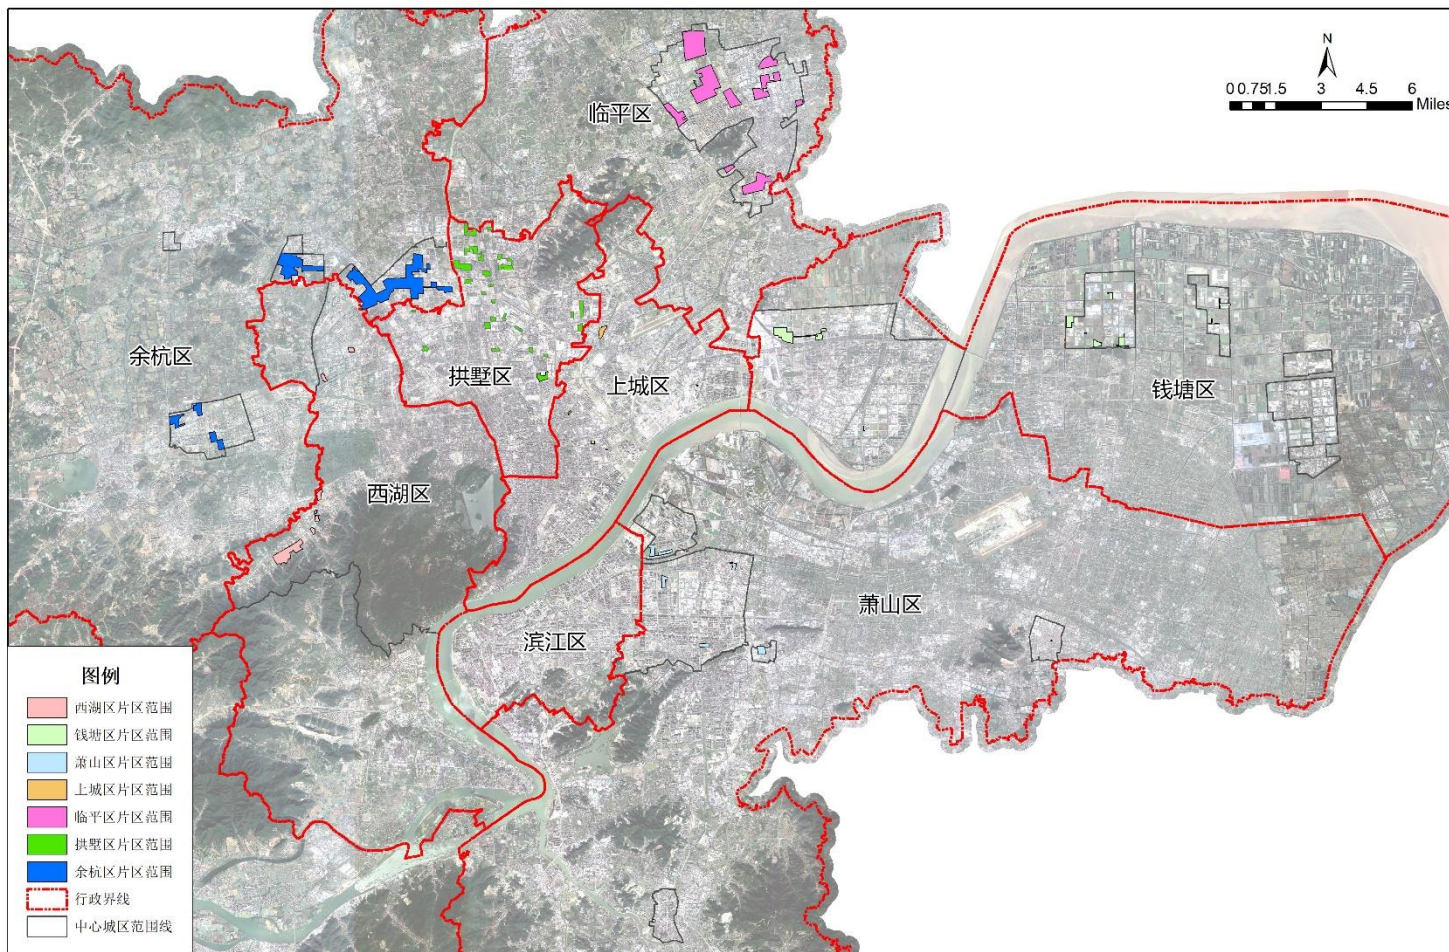 N
0 0.75 1.5 3 4.5 6
Miles
临平区
余杭区
拱墅区
上城区
钱塘区
西湖区
滨江区
萧山区
图例
西湖区片区范围
钱塘区片区范围
萧山区片区范围
上城区片区范围
临平区片区范围
拱墅区片区范围
余杭区片区范围
行政界线
中心城区范围线